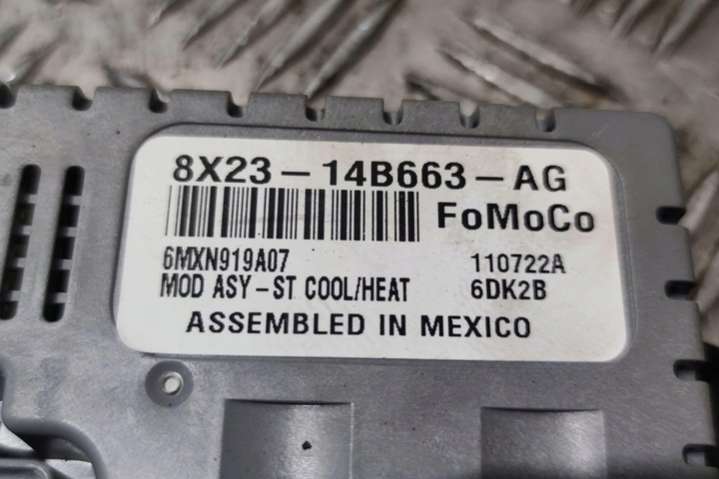 8X23-14B663-AG
FoMoCo
6MXN919A07 110722A
MOD ASY-ST COOL/HEAT 6DK2B
ASSEMBLED IN MEXICO